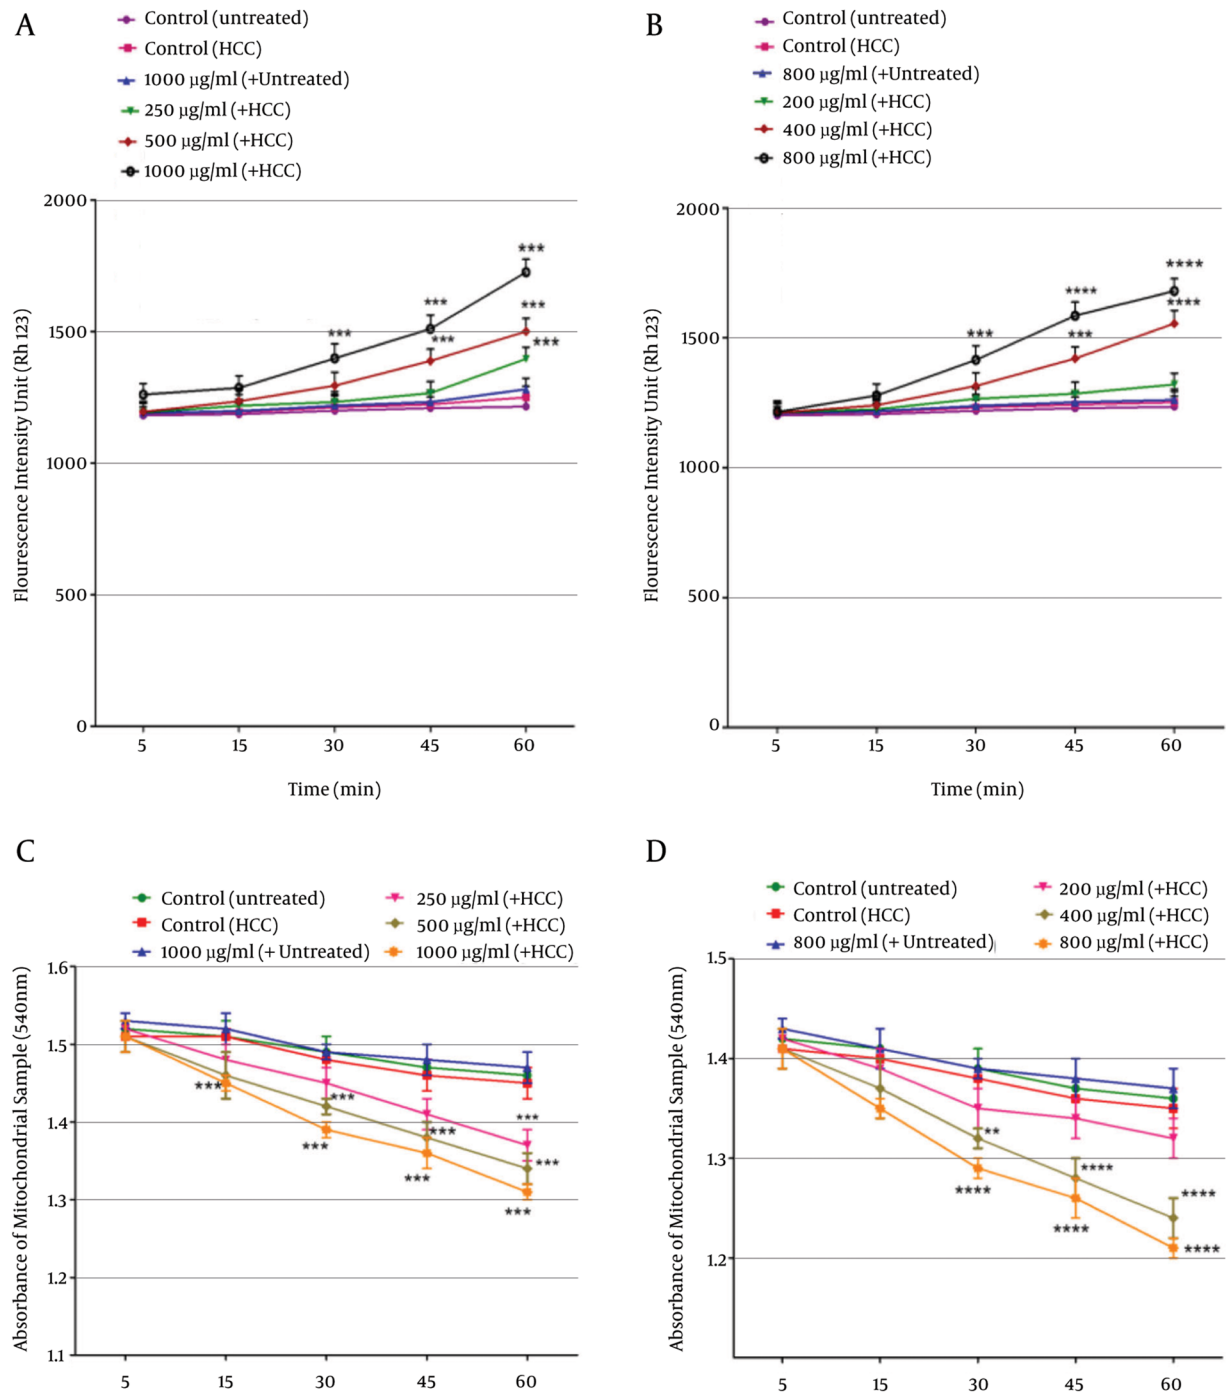 A
Control (untreated)
Control (HCC)
1000 µg/ml (+Untreated)
250 µg/ml (+HCC)
500 µg/ml (+HCC)
1000 µg/ml (+HCC)
2000
1500
1000
500
0
Flourescence Intensity Unit (Rh 123)
***
***
***
***
***
***
5 15 30 45 60
Time (min)
B
Control (untreated)
Control (HCC)
800 µg/ml (+Untreated)
200 µg/ml (+HCC)
400 µg/ml (+HCC)
800 µg/ml (+HCC)
2000
1500
1000
500
0
Flourescence Intensity Unit (Rh 123)
****
****
****
***
***
5 15 30 45 60
Time (min)
C
Control (untreated)
Control (HCC)
1000 µg/ml (+ Untreated)
250 µg/ml (+HCC)
500 µg/ml (+HCC)
1000 µg/ml (+HCC)
1.6
1.5
1.4
1.3
1.2
1.1
Absorbance of Mitochondrial Sample (540nm)
***
***
***
***
***
***
***
***
5 15 30 45 60
D
Control (untreated)
Control (HCC)
800 µg/ml (+ Untreated)
200 µg/ml (+HCC)
400 µg/ml (+HCC)
800 µg/ml (+HCC)
1.5
1.4
1.3
1.2
Absorbance of Mitochondrial Sample (540nm)
**
****
****
****
****
****
5 15 30 45 60